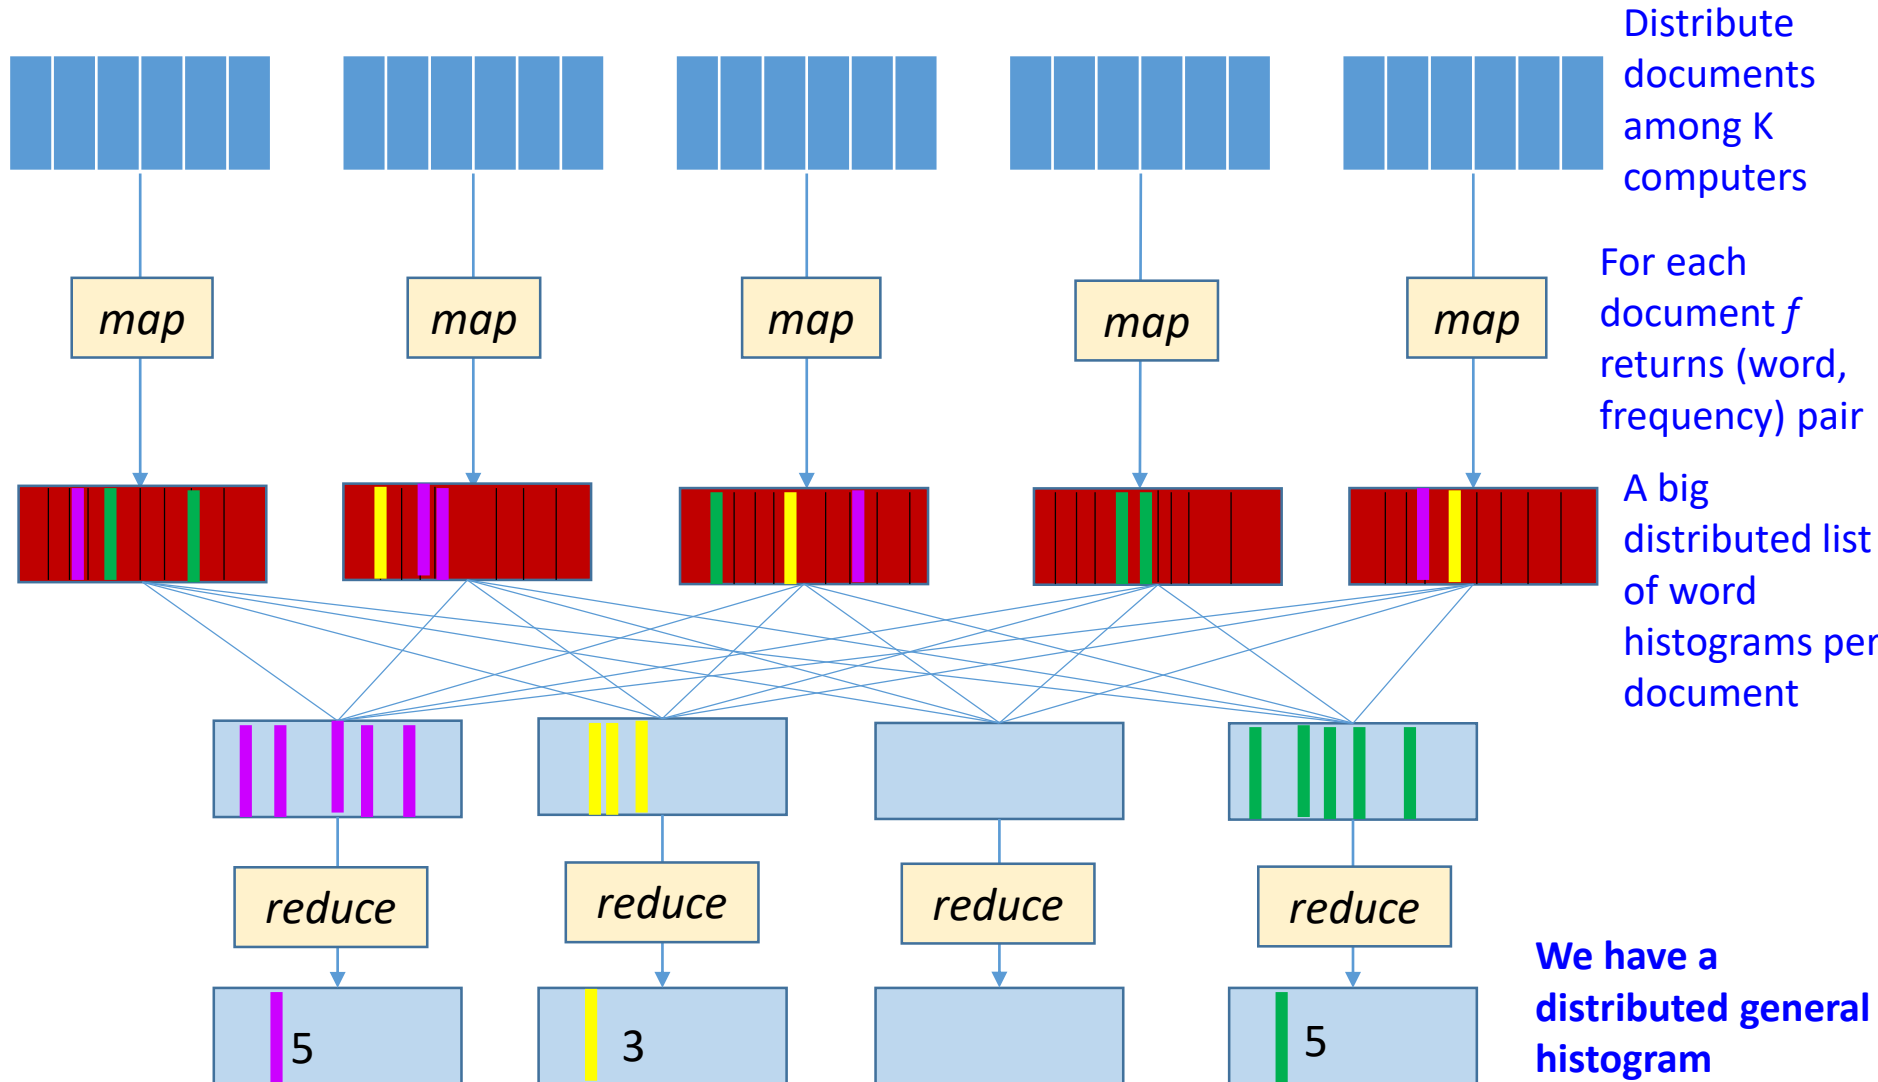 Distribute
documents
among K
computers
map
map
map
map
map
For each
document f
returns (word,
frequency) pair
A big
distributed list
of word
histograms per
document
reduce
reduce
reduce
reduce
5
3
5
We have a
distributed general
histogram